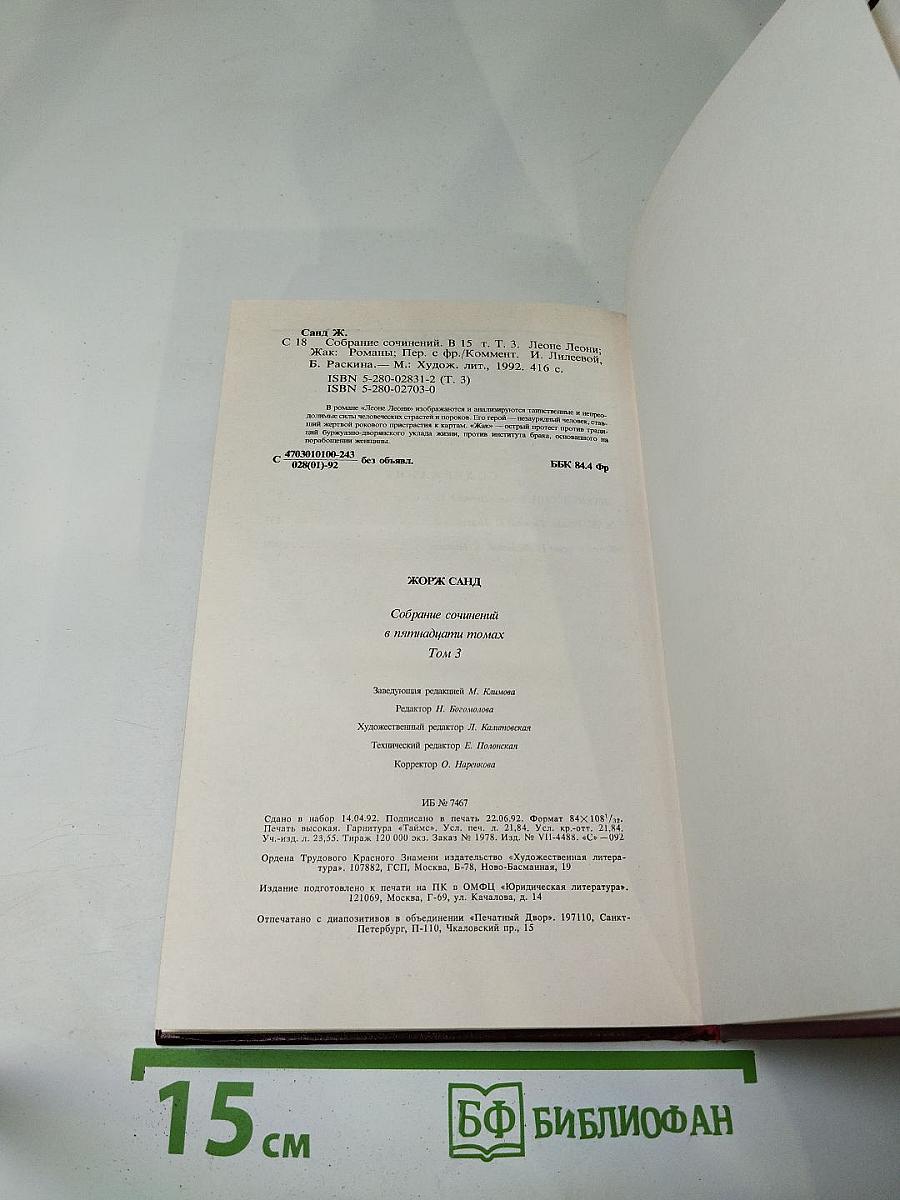 Санд Ж.
С 18 Собрание сочинений. В 15 т. Т. 3. Леоне Леони;
Жак: Романы; Пер. с фр./Коммент. И. Лилеевой,
Б. Раскина.— М.: Худож. лит., 1992. 416 с.
ISBN 5-280-02831-2 (Т. 3)
ISBN 5-280-02703-0
В романе «Леоне Леони» изображаются и анализируются таинственные и непрео-
долимые силы человеческих страстей и пороков. Его герой — незаурядный человек, став-
ший жертвой рокового пристрастия к картам. «Жак» — острый протест против тради-
ций буржуазно-дворянского уклада жизни, против института брака, основанного на
порабощении женщины.
С 4703010100-243 без объявл.
028(01)-92
ББК 84.4 Фр
ЖОРЖ САНД
Собрание сочинений
в пятнадцати томах
Том 3
Заведующая редакцией М. Климова
Редактор Н. Богомолова
Художественный редактор Л. Калитовская
Технический редактор Е. Полонская
Корректор О. Наренкова
ИБ № 7467
Сдано в набор 14.04.92. Подписано в печать 22.06.92. Формат 84×108¹/₃₂.
Печать высокая. Гарнитура «Таймс». Усл. печ. л. 21,84. Усл. кр.-отт. 21,84.
Уч.-изд. л. 23,55. Тираж 120 000 экз. Заказ № 1978. Изд. № VII-4488. «С» —092
Ордена Трудового Красного Знамени издательство «Художественная литера-
тура». 107882, ГСП, Москва, Б-78, Ново-Басманная, 19
Издание подготовлено к печати на ПК в ОМФЦ «Юридическая литература».
121069, Москва, Г-69, ул. Качалова, д. 14
Отпечатано с диапозитивов в объединении «Печатный Двор». 197110, Санкт-
Петербург, П-110, Чкаловский пр., 15
15 см
БФ БИБЛИОФАН